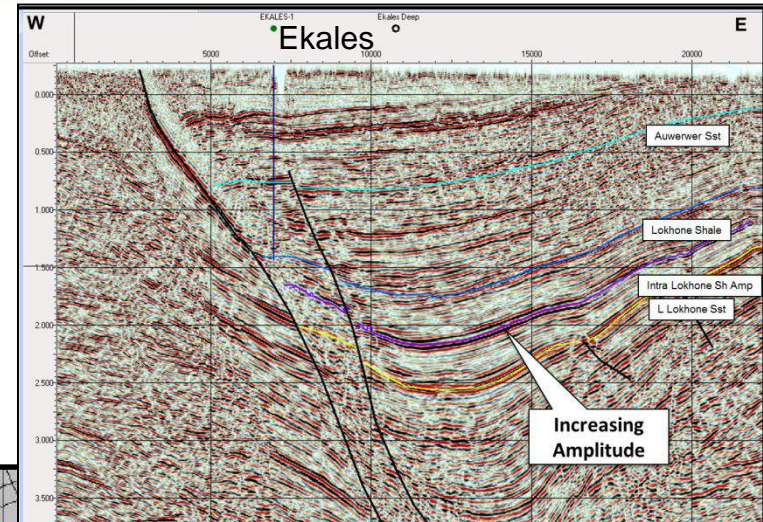 W
EKALES-1
Ekales Deep
E
Ekales
Offset:
5000
10000
15000
20000
0.000
0.500
1.000
1.500
2.000
2.500
3.000
3.500
Auwerwer Sst
Lokhone Shale
Intra Lokhone Sh Amp
L Lokhone Sst
Increasing
Amplitude